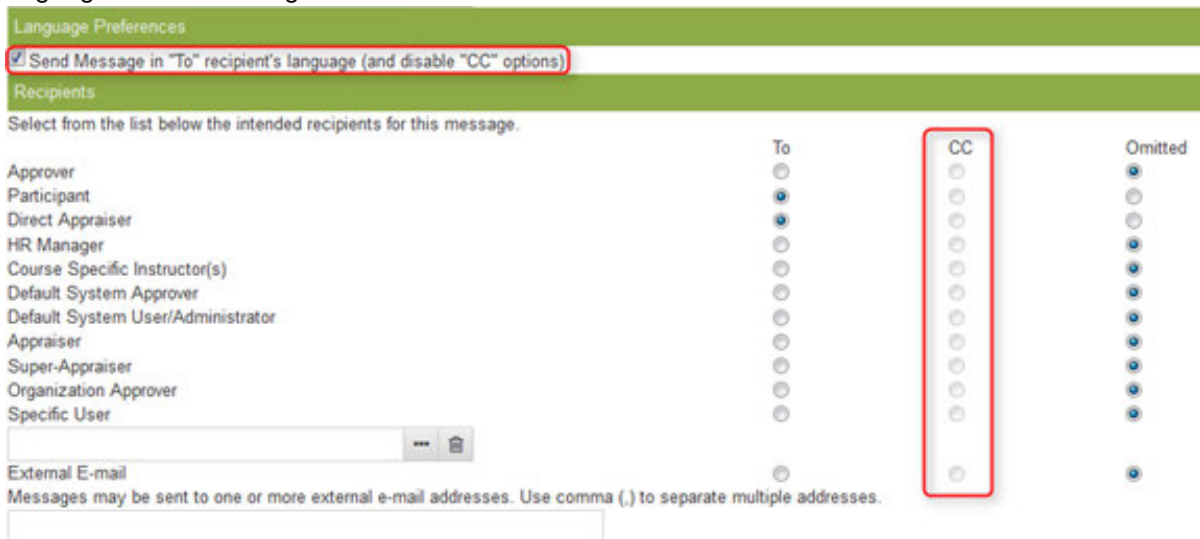 Language Preferences
Send Message in "To" recipient's language (and disable "CC" options)
Recipients
Select from the list below the intended recipients for this message.
To CC Omitted
Approver
Participant
Direct Appraiser
HR Manager
Course Specific Instructor(s)
Default System Approver
Default System User/Administrator
Appraiser
Super-Appraiser
Organization Approver
Specific User
External E-mail
Messages may be sent to one or more external e-mail addresses. Use comma (,) to separate multiple addresses.